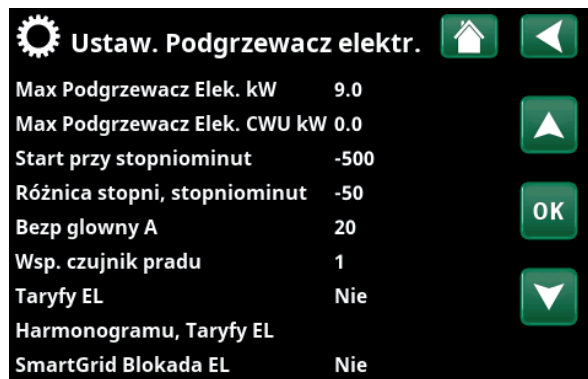 Ustaw. Podgrzewacz elektr.
Max Podgrzewacz Elek. kW 9.0
Max Podgrzewacz Elek. CWU kW 0.0
Start przy stopniominut -500
Różnica stopni, stopniominut -50
OK
Bezp glowny A 20
Wsp. czujnik pradu 1
Taryfy EL Nie
Harmonogramu, Taryfy EL
SmartGrid Blokada EL Nie